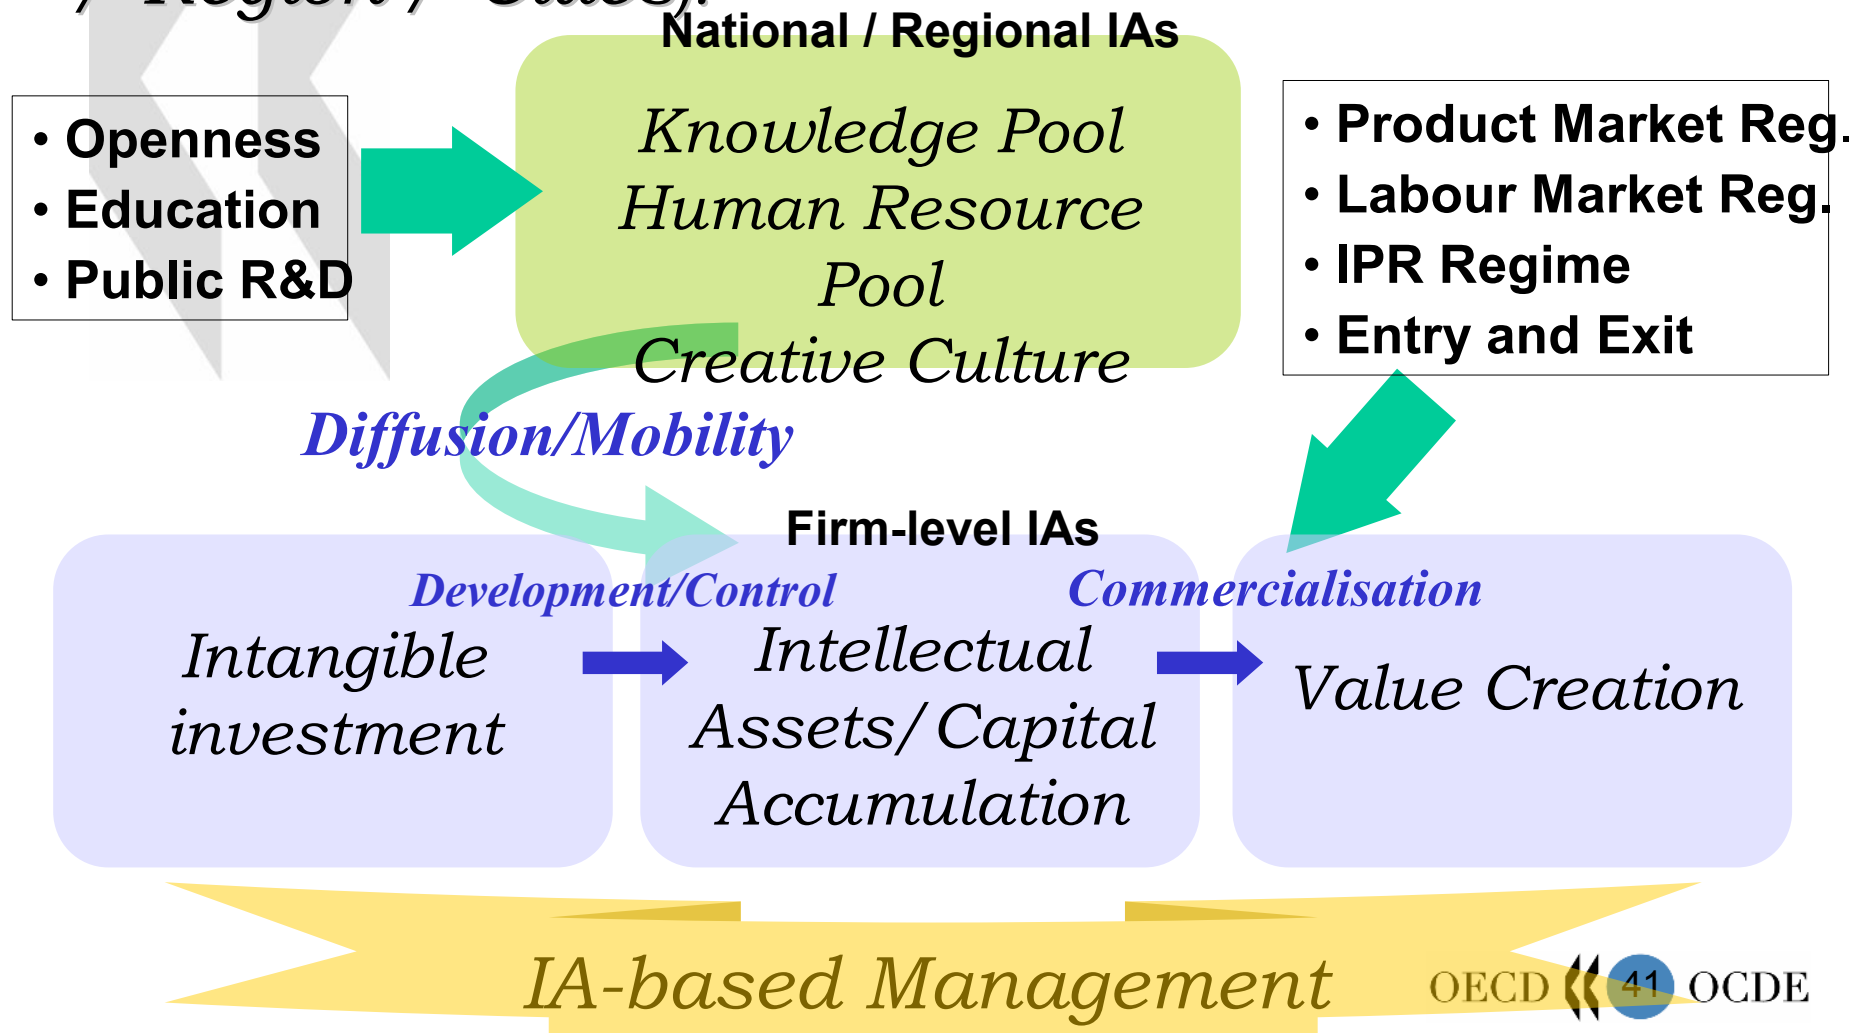 / Region / Cities).
National / Regional IAs
• Openness
• Education
• Public R&D
Knowledge Pool
Human Resource
Pool
Creative Culture
• Product Market Reg.
• Labour Market Reg.
• IPR Regime
• Entry and Exit
Diffusion/Mobility
Firm-level IAs
Development/Control
Commercialisation
Intangible
investment
Intellectual
Assets/Capital
Accumulation
Value Creation
IA-based Management
OECD 41 OCDE